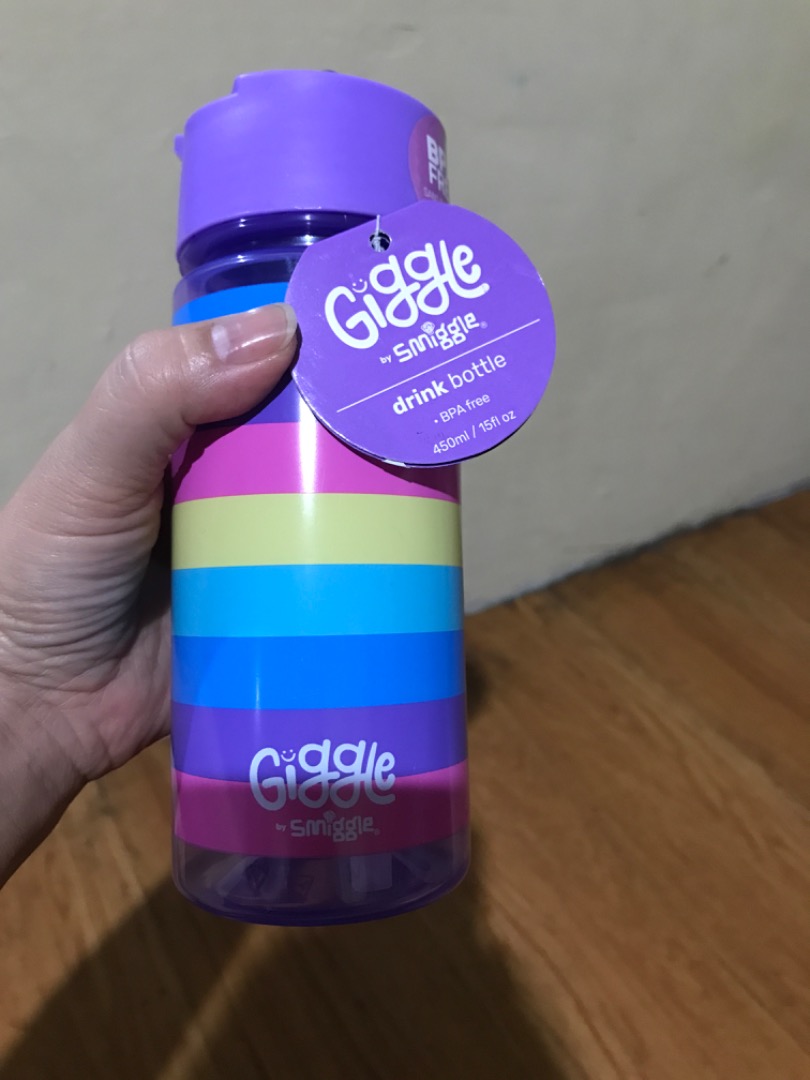 Giggle
by Smiggle®
drink bottle
• BPA free
450ml / 15fl oz
Giggle
by Smiggle®